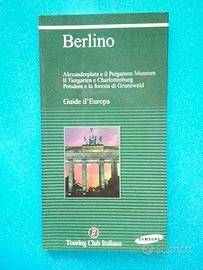 Berlino
Alexanderplatz e il Pergamon Museum
Il Tiergarten e Charlottenburg
Potsdam e la foresta di Grunewald
Guide d'Europa
Touring Club Italiano
SAMSUNG
subito